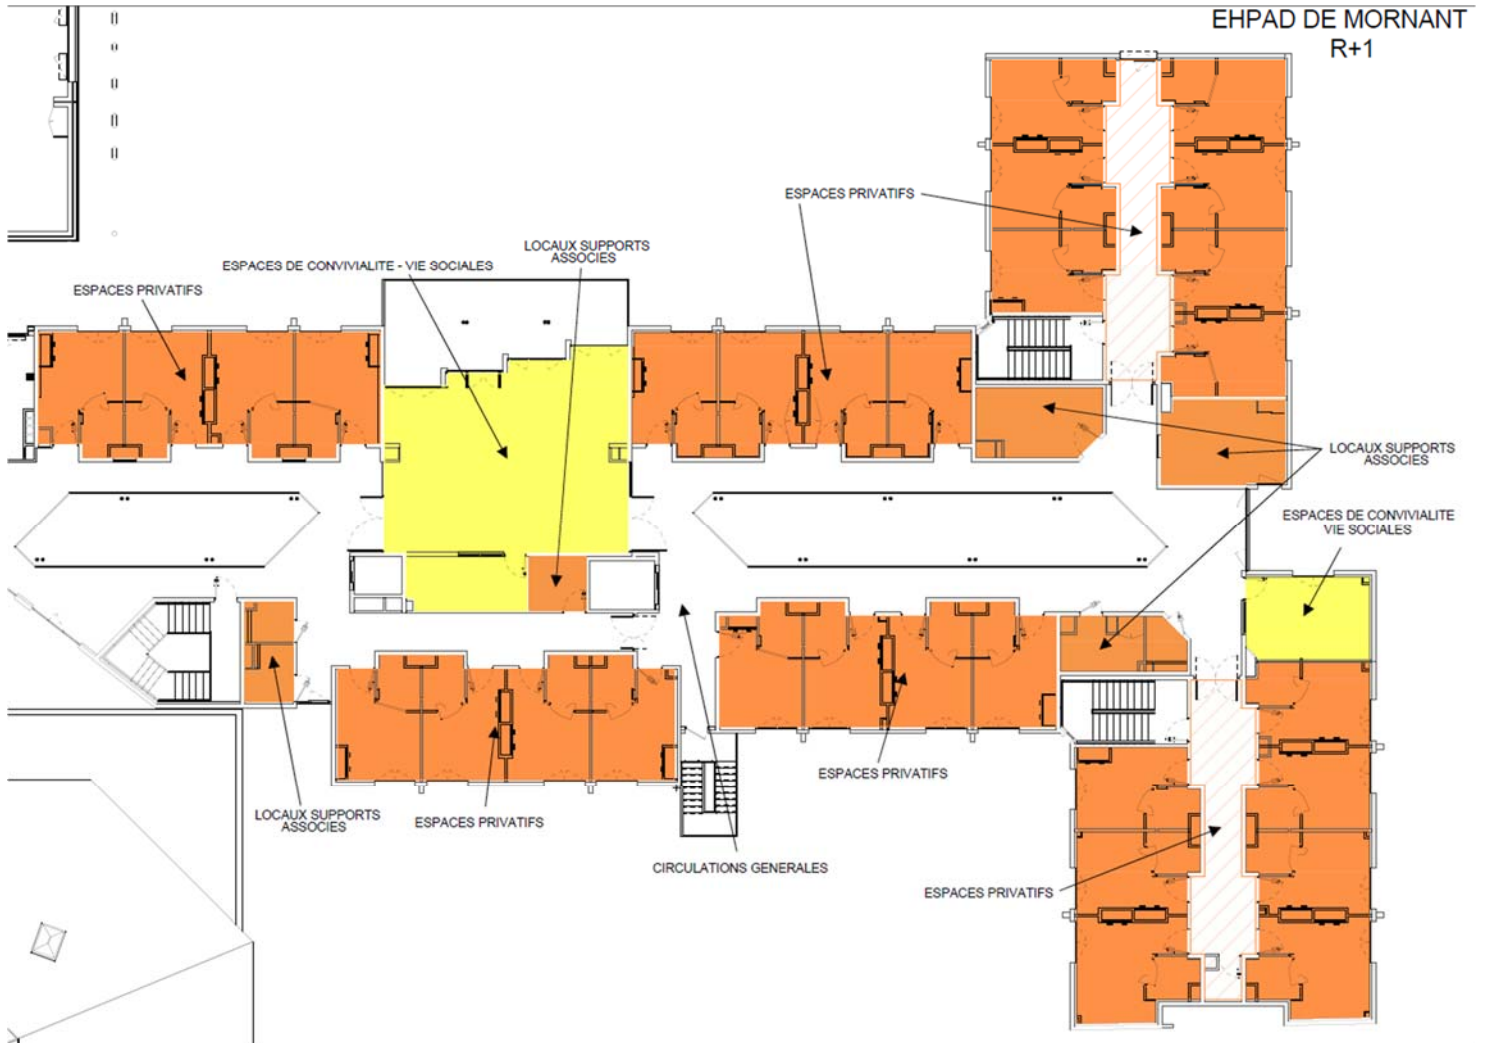 EHPAD DE MORNANT
R+1
ESPACES PRIVATIFS
LOCAUX SUPPORTS
ASSOCIES
ESPACES DE CONVIVIALITE - VIE SOCIALES
ESPACES PRIVATIFS
LOCAUX SUPPORTS
ASSOCIES
ESPACES DE CONVIVIALITE
VIE SOCIALES
ESPACES PRIVATIFS
LOCAUX SUPPORTS
ASSOCIES
ESPACES PRIVATIFS
CIRCULATIONS GENERALES
ESPACES PRIVATIFS